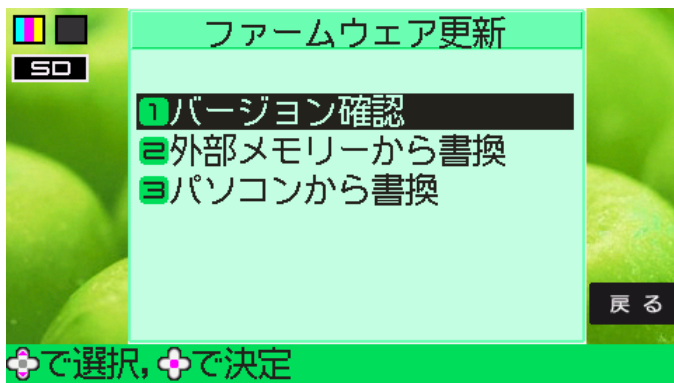 ファームウェア更新
SD
1バージョン確認
2外部メモリーから書換
3パソコンから書換
戻る
で選択,で決定